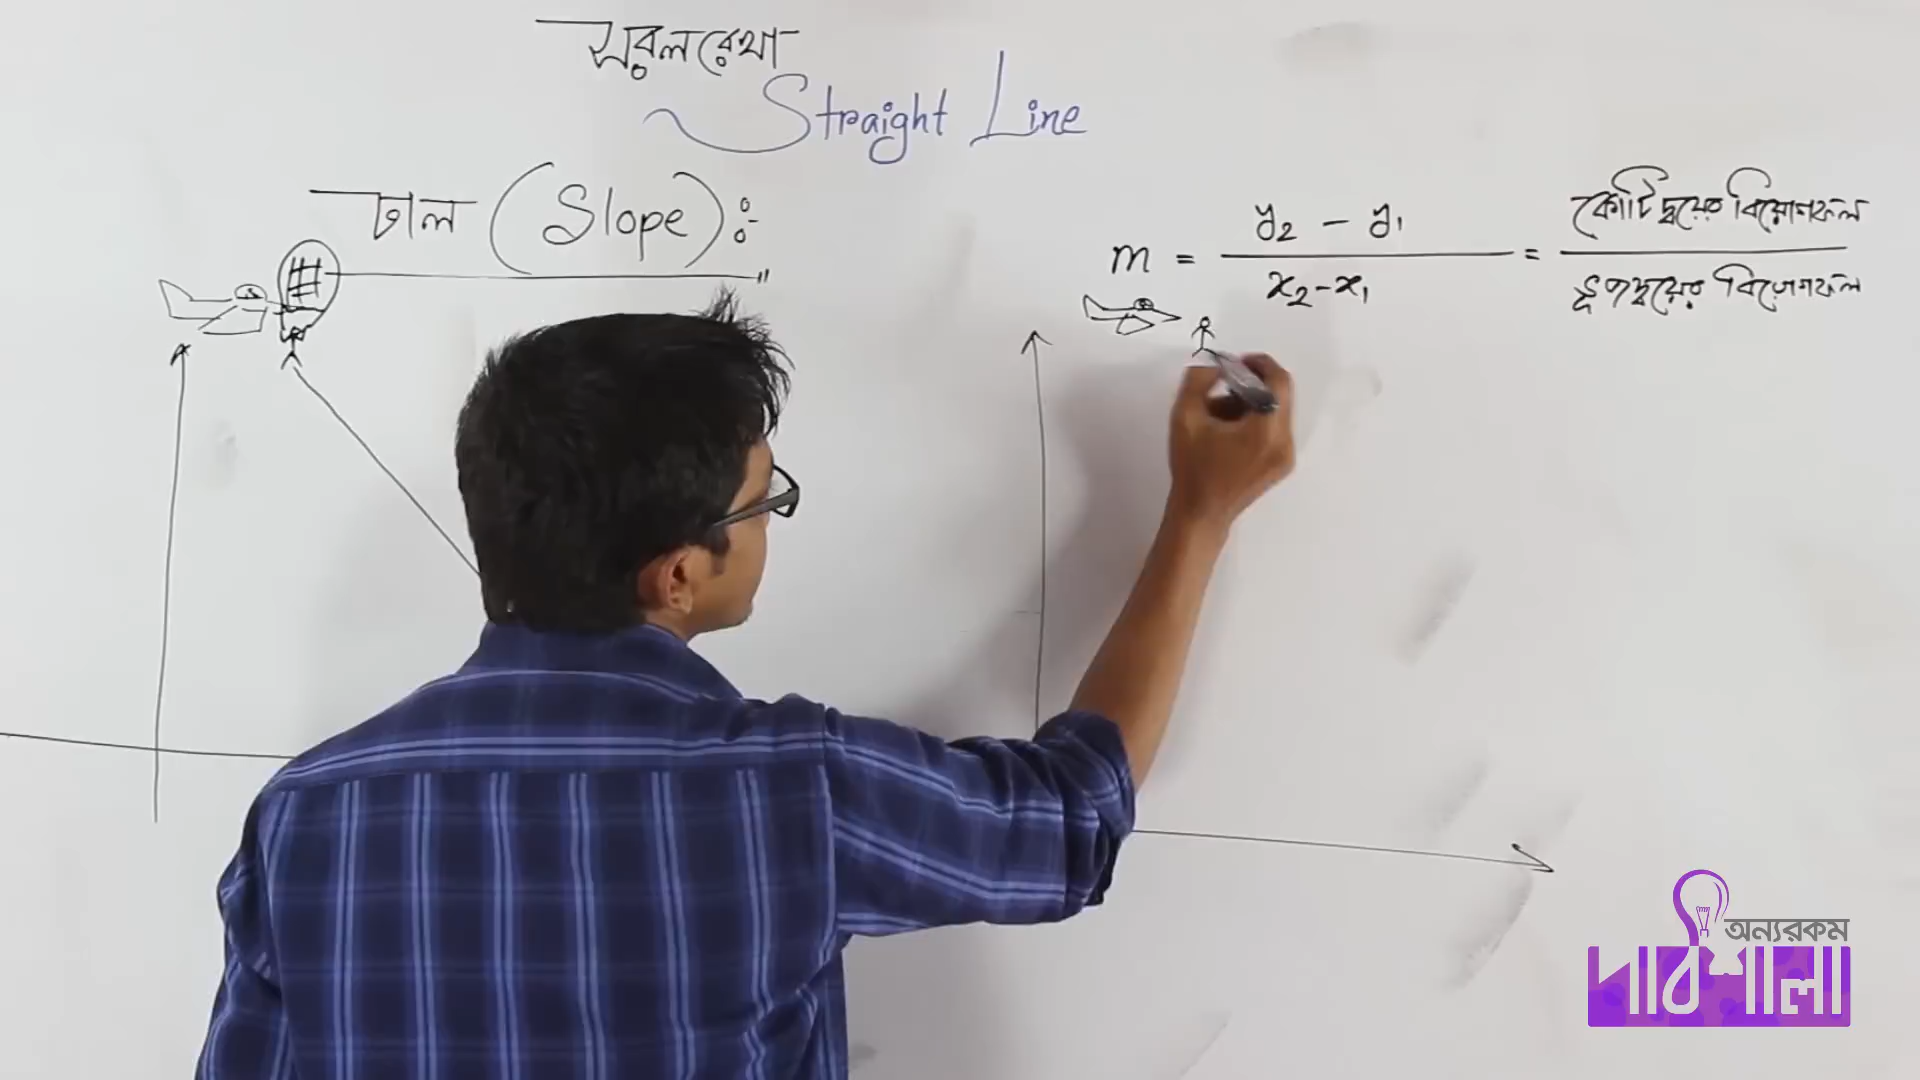 সরলরেখা
Straight Line
ঢাল (Slope):
m = y₂ - y₁ / x₂ - x₁ = কোটিদ্বয়ের বিয়োগফল / ভুজদ্বয়ের বিয়োগফল
অন্যরকম
পাঠশালা